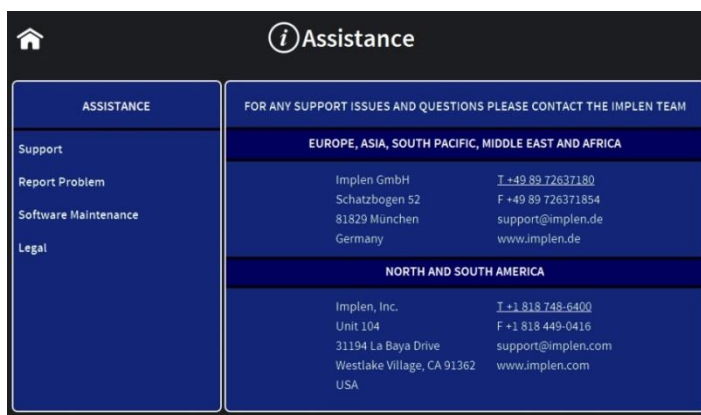 Assistance
ASSISTANCE
Support
Report Problem
Software Maintenance
Legal
FOR ANY SUPPORT ISSUES AND QUESTIONS PLEASE CONTACT THE IMPLEN TEAM
EUROPE, ASIA, SOUTH PACIFIC, MIDDLE EAST AND AFRICA
Implen GmbH T +49 89 72637180
Schatzbogen 52 F +49 89 726371854
81829 München support@implen.de
Germany www.implen.de
NORTH AND SOUTH AMERICA
Implen, Inc. T +1 818 748-6400
Unit 104 F +1 818 449-0416
31194 La Baya Drive support@implen.com
Westlake Village, CA 91362 www.implen.com
USA